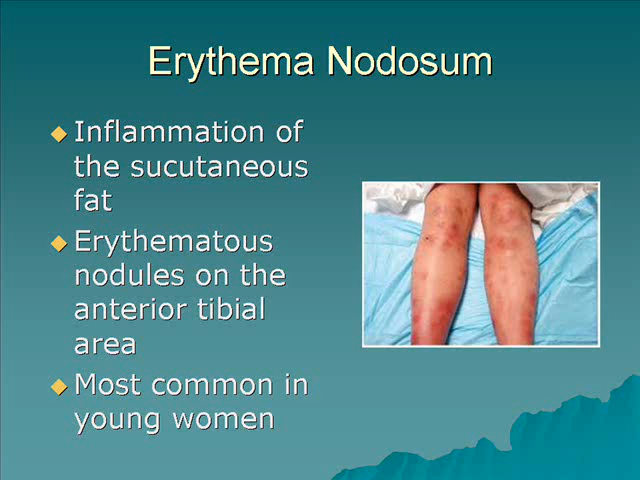 Erythema Nodosum
Inflammation of
the sucutaneous
fat
Erythematous
nodules on the
anterior tibial
area
Most common in
young women